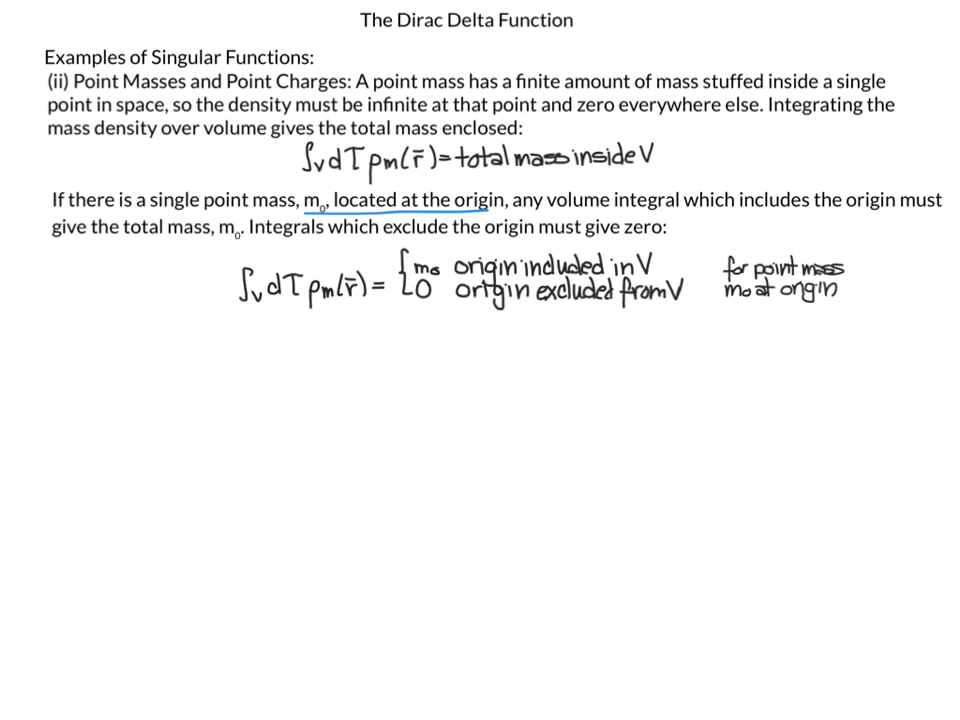 The Dirac Delta Function
Examples of Singular Functions:
(ii) Point Masses and Point Charges: A point mass has a finite amount of mass stuffed inside a single
point in space, so the density must be infinite at that point and zero everywhere else. Integrating the
mass density over volume gives the total mass enclosed:
∫v dτ ρm(r̄) = total mass inside V
If there is a single point mass, m₀, located at the origin, any volume integral which includes the origin must
give the total mass, m₀. Integrals which exclude the origin must give zero:
∫v dτ ρm(r̄) = { m₀ origin included in V for point mass
0 origin excluded from V m₀ at origin